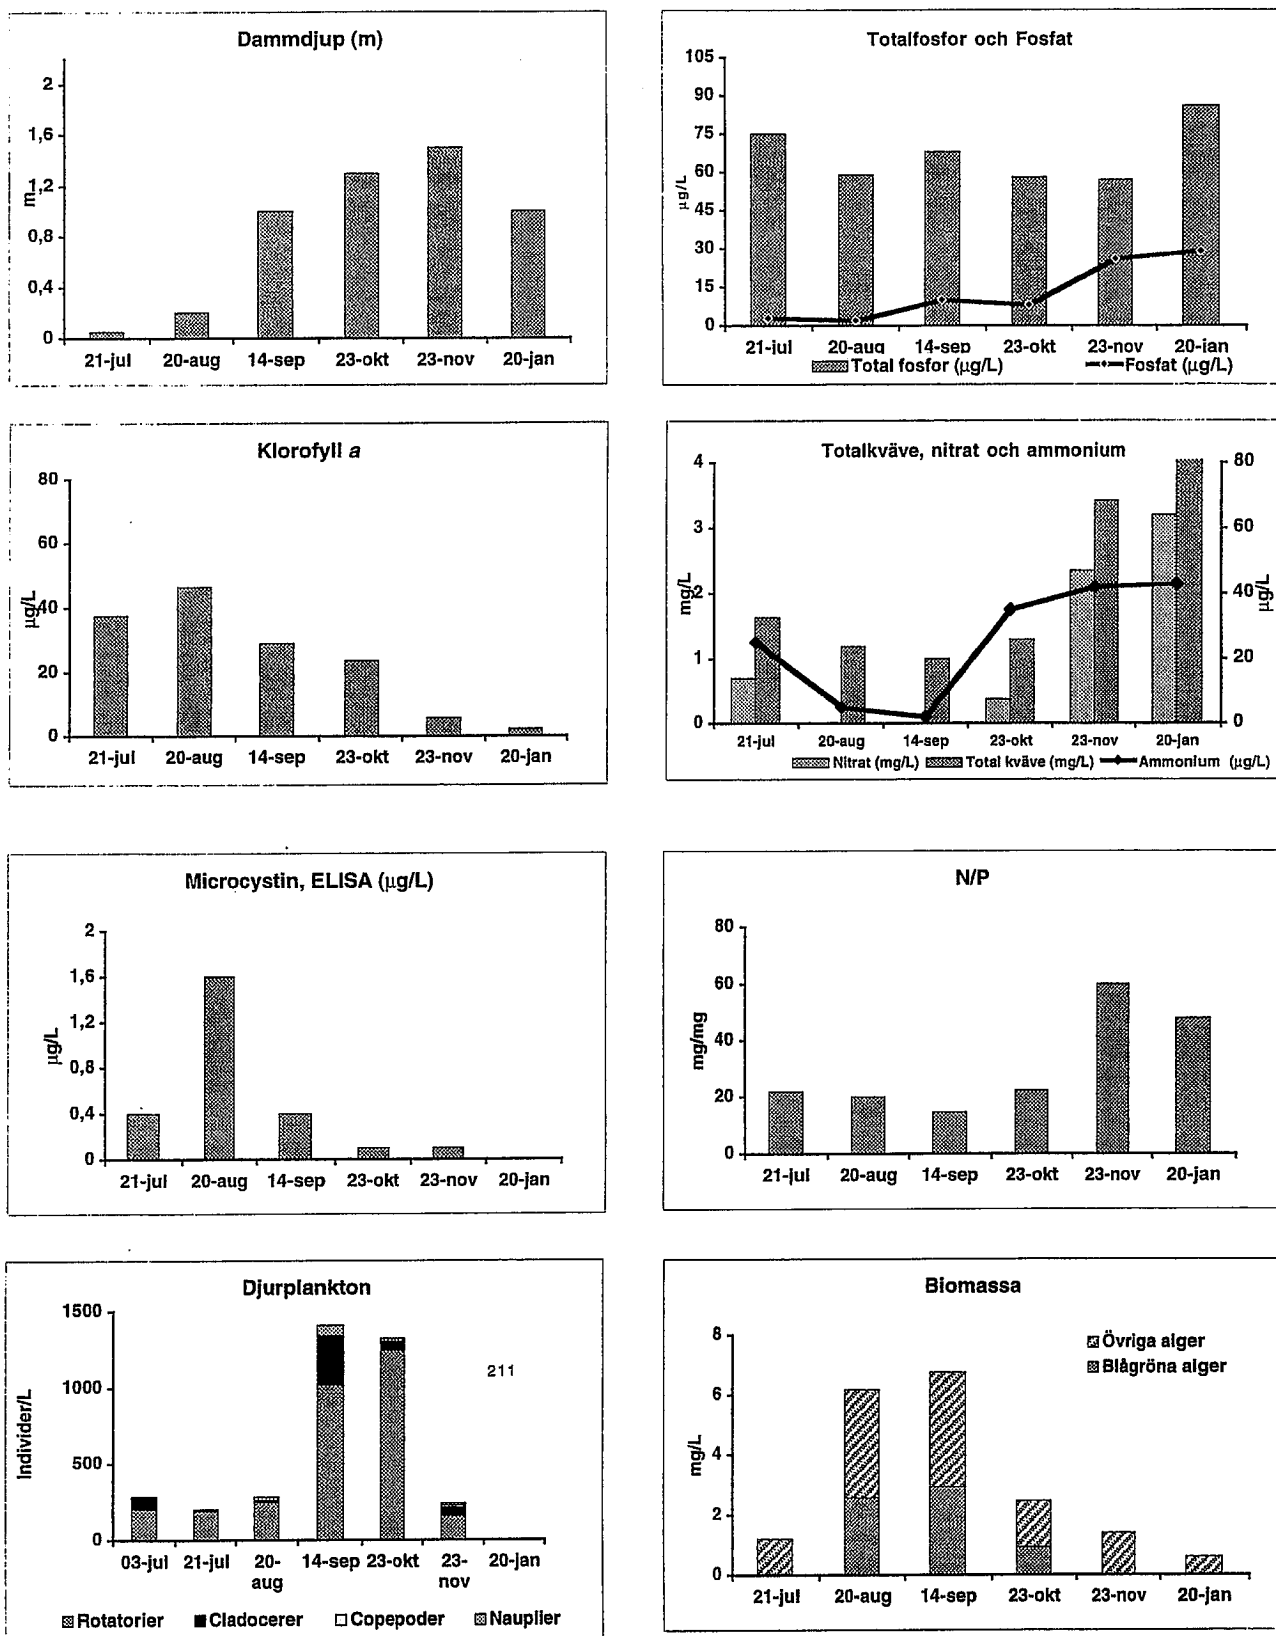 Dammdjup (m)
2
1,6
1,2
0,8
0,4
0
m
21-jul 20-aug 14-sep 23-okt 23-nov 20-jan
Totalfosfor och Fosfat
105
90
75
60
45
30
15
0
µg/L
21-jul 20-aug 14-sep 23-okt 23-nov 20-jan
Total fosfor (µg/L) Fosfat (µg/L)
Klorofyll a
80
60
40
20
0
µg/L
21-jul 20-aug 14-sep 23-okt 23-nov 20-jan
Totalkväve, nitrat och ammonium
4
3
2
1
0
mg/L
80
60
40
20
0
µg/L
21-jul 20-aug 14-sep 23-okt 23-nov 20-jan
Nitrat (mg/L) Total kväve (mg/L) Ammonium (µg/L)
Microcystin, ELISA (µg/L)
2
1,6
1,2
0,8
0,4
0
µg/L
21-jul 20-aug 14-sep 23-okt 23-nov 20-jan
N/P
80
60
40
20
0
mg/mg
21-jul 20-aug 14-sep 23-okt 23-nov 20-jan
Djurplankton
1500
1000
500
0
Individer/L
211
03-jul 21-jul 20-aug 14-sep 23-okt 23-nov 20-jan
Rotatorier Cladocerer Copepoder Nauplier
Biomassa
8
6
4
2
0
mg/L
Övriga alger
Blågröna alger
21-jul 20-aug 14-sep 23-okt 23-nov 20-jan